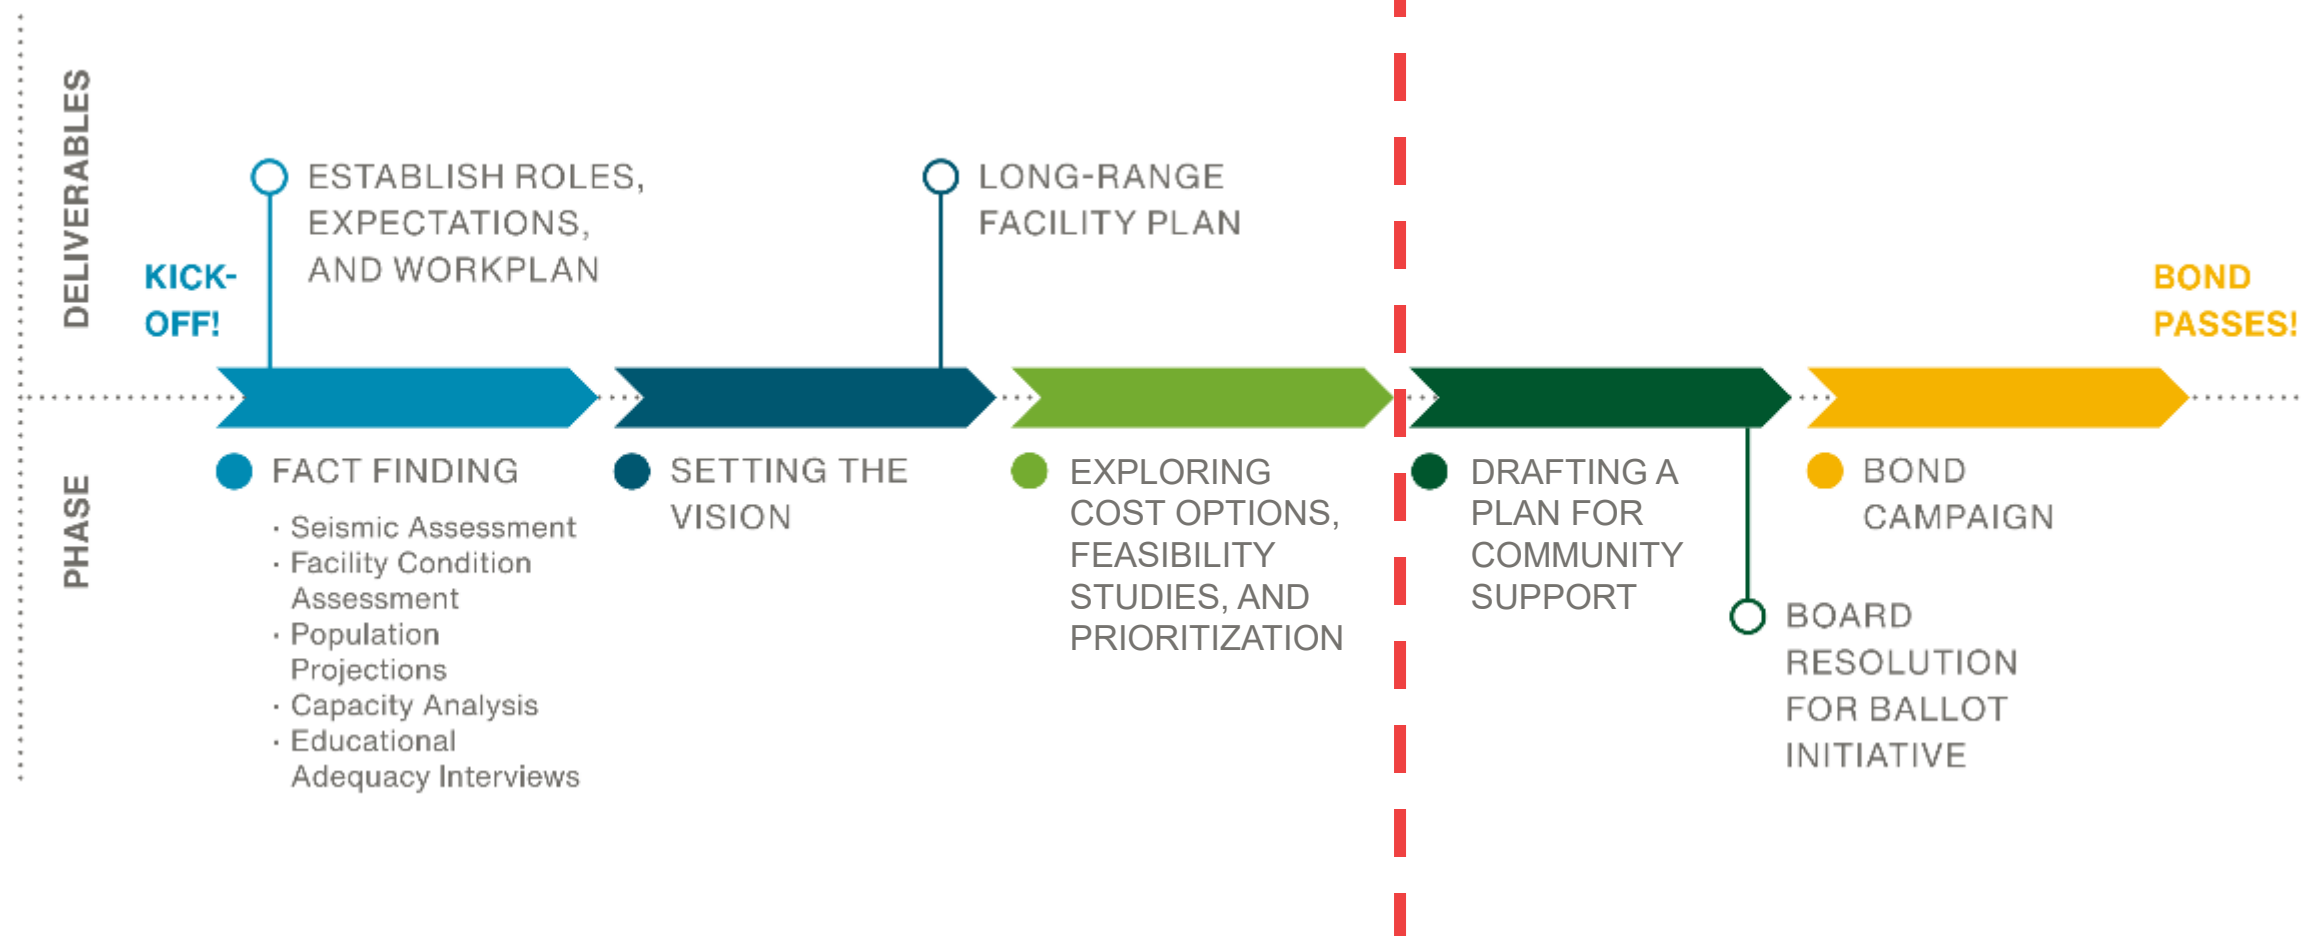 DELIVERABLES
KICK-
OFF!
ESTABLISH ROLES,
EXPECTATIONS,
AND WORKPLAN
LONG-RANGE
FACILITY PLAN
BOND
PASSES!
PHASE
FACT FINDING
· Seismic Assessment
· Facility Condition
Assessment
· Population
Projections
· Capacity Analysis
· Educational
Adequacy Interviews
SETTING THE
VISION
EXPLORING
COST OPTIONS,
FEASIBILITY
STUDIES, AND
PRIORITIZATION
DRAFTING A
PLAN FOR
COMMUNITY
SUPPORT
BOARD
RESOLUTION
FOR BALLOT
INITIATIVE
BOND
CAMPAIGN